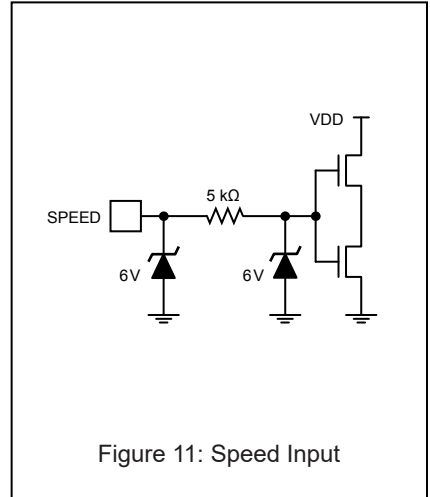 VDD
5 kΩ
SPEED
6V
6V
Figure 11: Speed Input